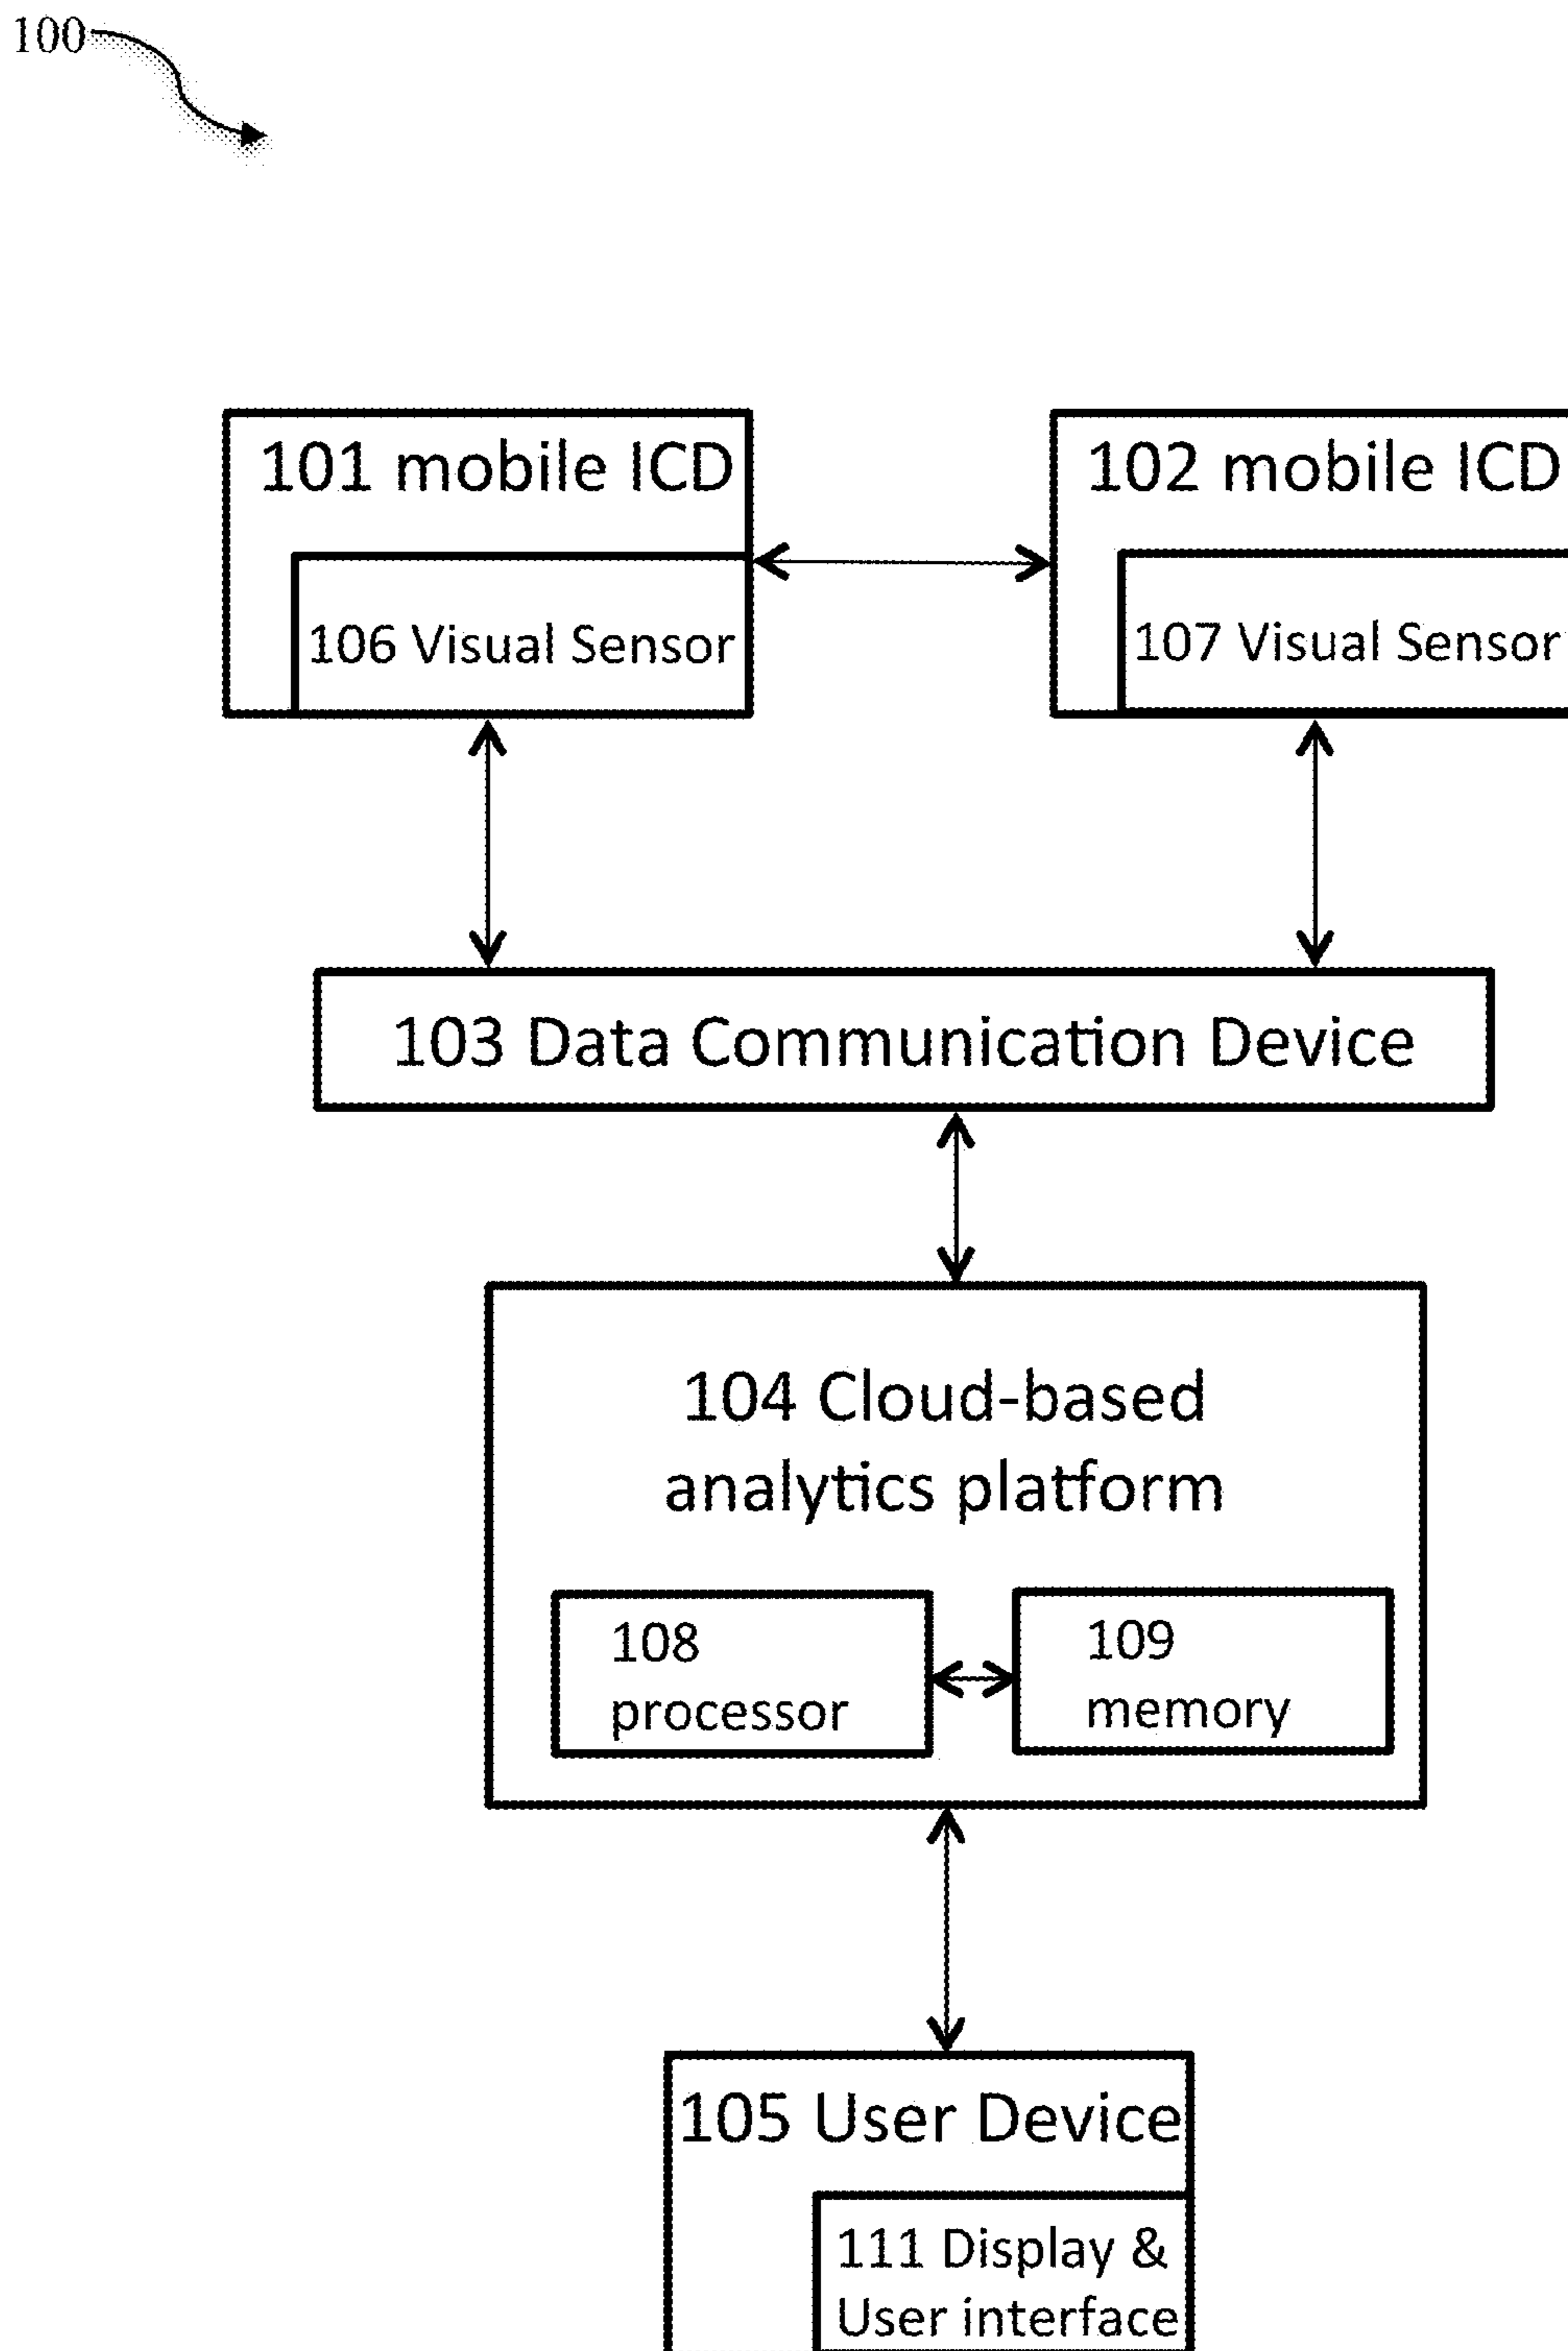 100
101 mobile ICD
102 mobile ICD
106 Visual Sensor
107 Visual Sensor
103 Data Communication Device
104 Cloud-based
analytics platform
108
processor
109
memory
105 User Device
111 Display &
User interface